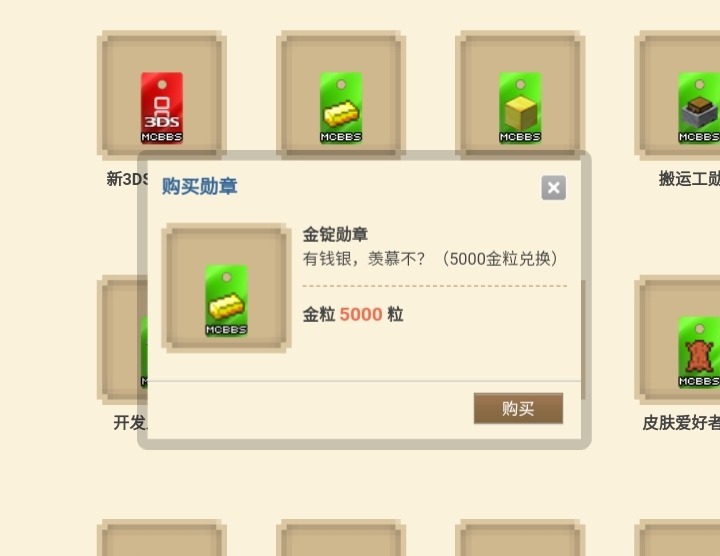 3DS
MCBBS
MCBBS
MCBBS
MCBBS
新3DS
搬运工勋
购买勋章
金锭勋章
有钱银，羡慕不？（5000金粒兑换）
MCBBS
金粒 5000 粒
购买
MCBBS
开发
皮肤爱好者